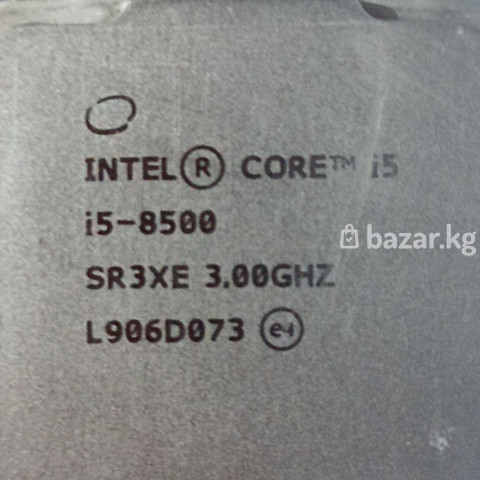 INTEL® CORE™ i5
i5-8500
bazar.kg
SR3XE 3.00GHZ
L906D073 e4